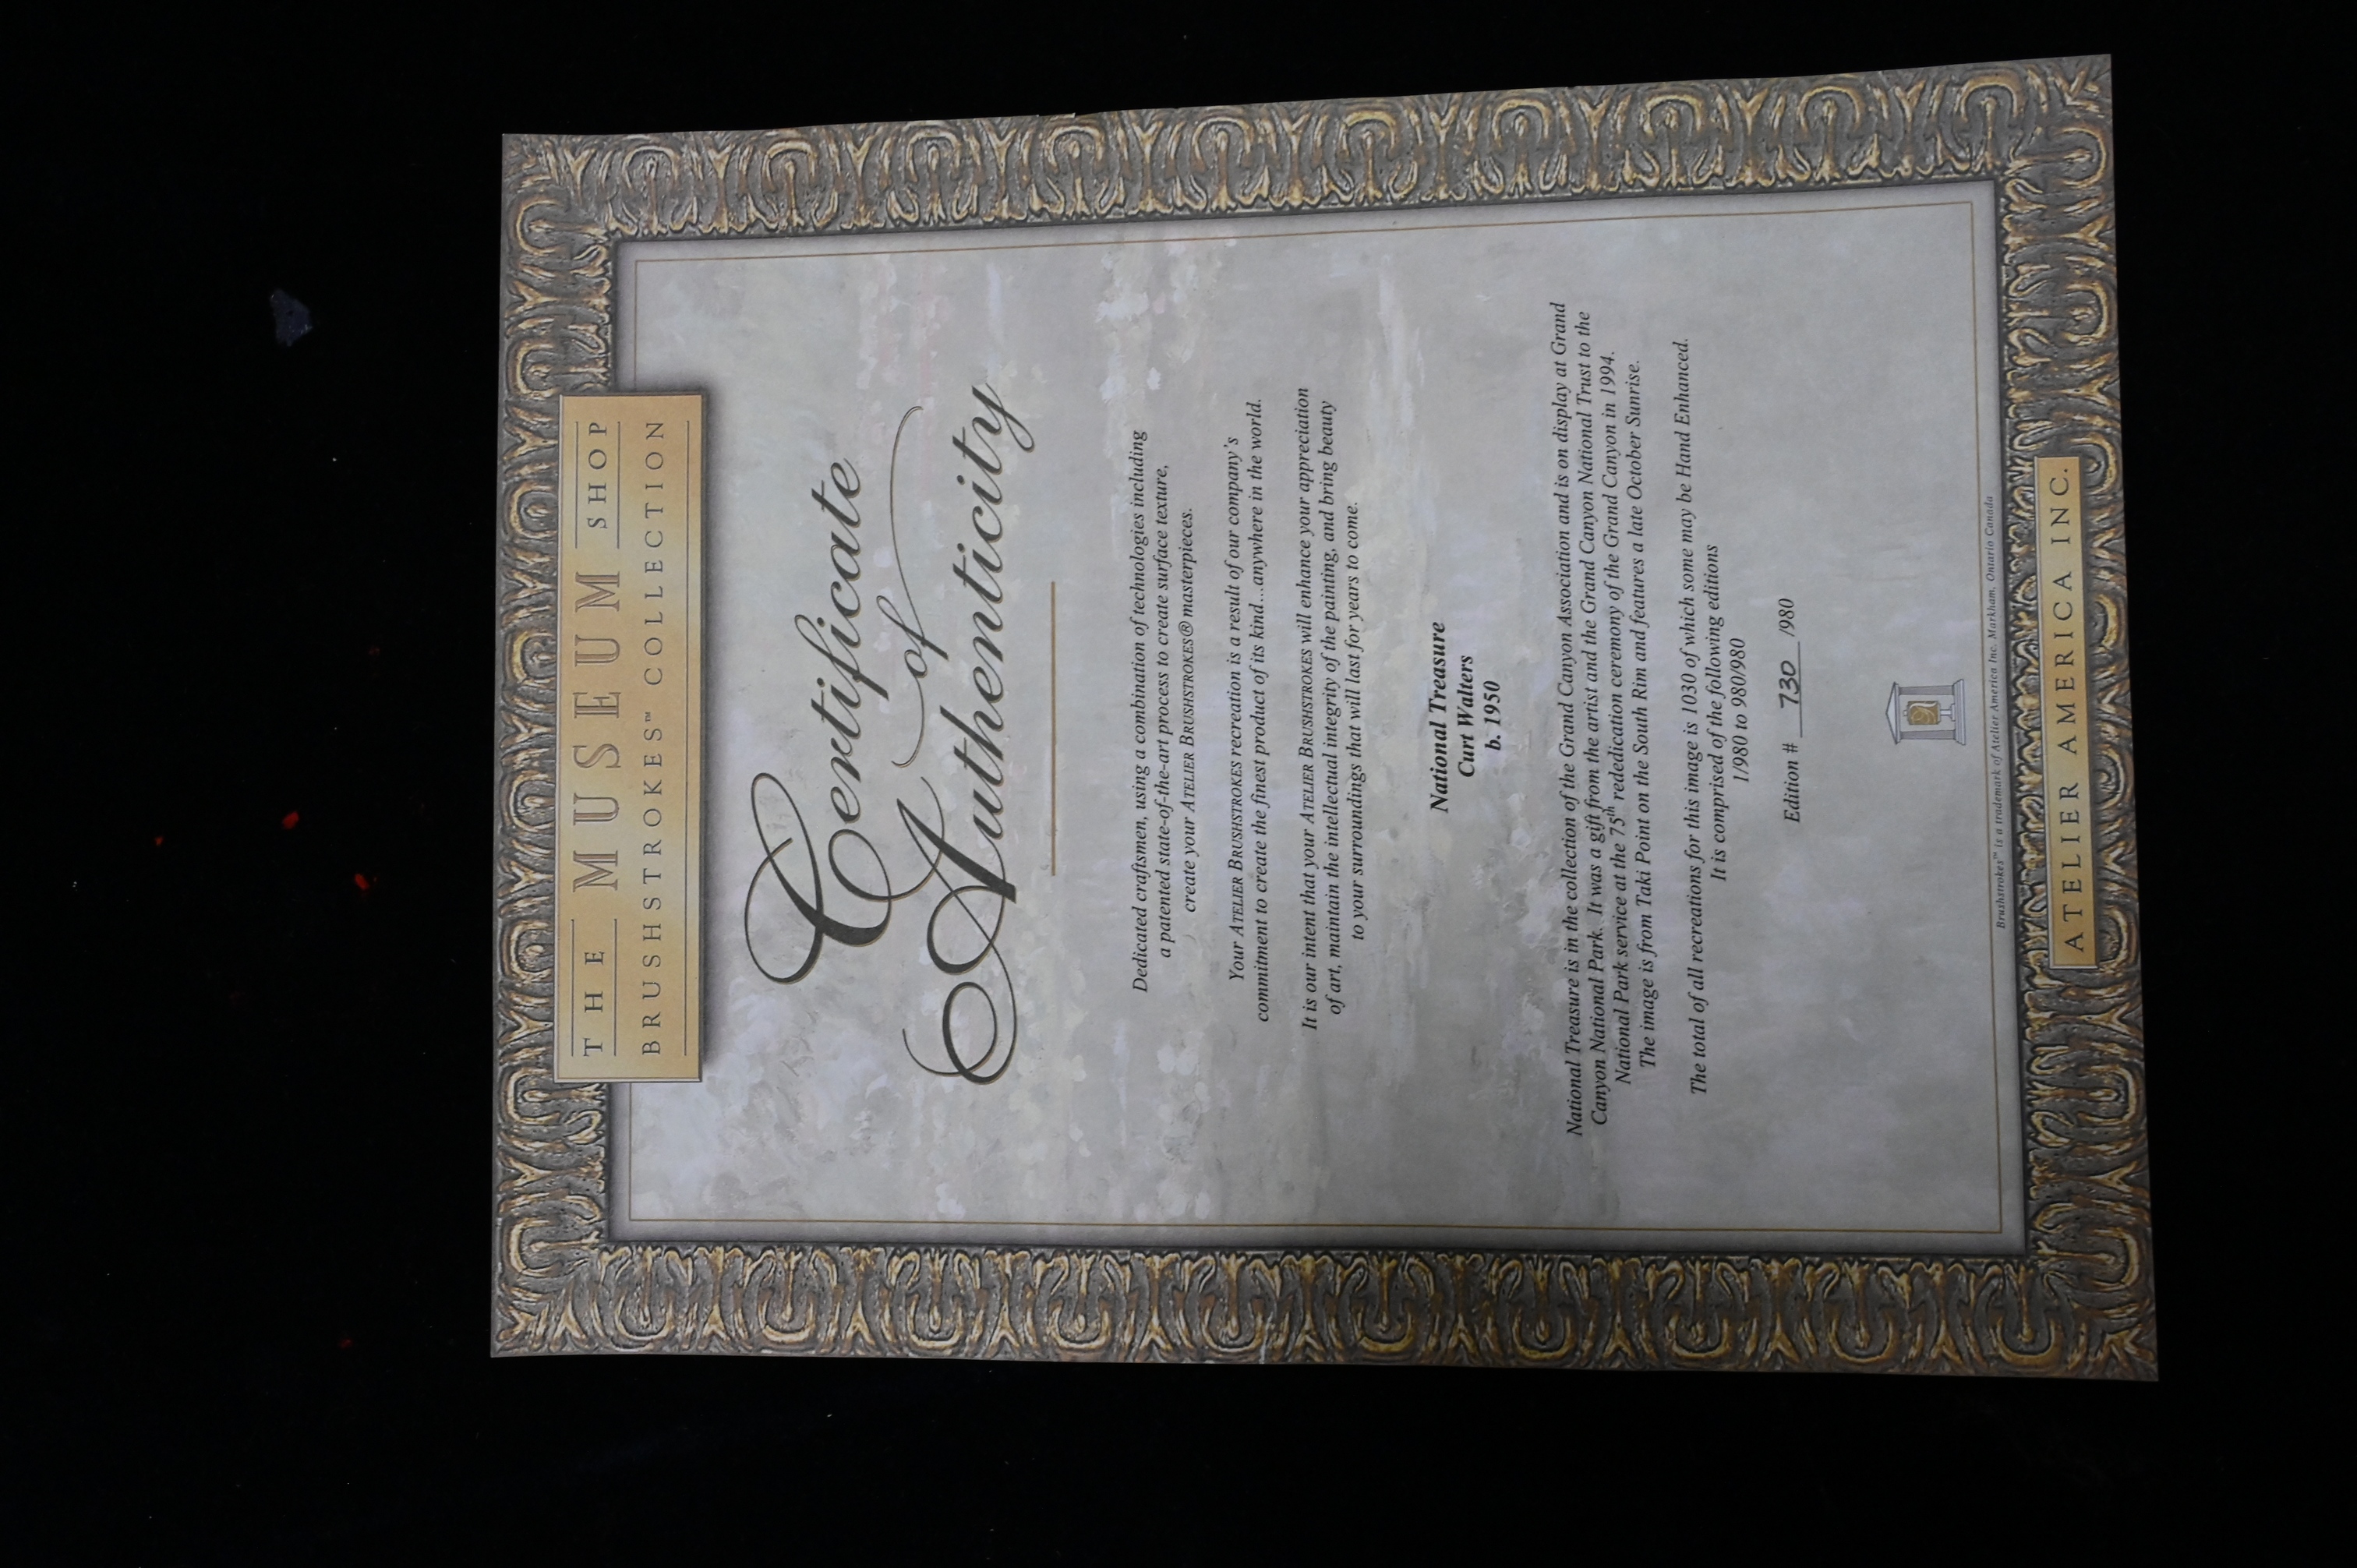 THE MUSEUM SHOP
BRUSHSTROKES™ COLLECTION
Certificate
of
Authenticity
Dedicated craftsmen, using a combination of technologies including
a patented state-of-the-art process to create surface texture,
create your ATELIER BRUSHSTROKES® masterpieces.
Your ATELIER BRUSHSTROKES recreation is a result of our company's
commitment to create the finest product of its kind...anywhere in the world.
It is our intent that your ATELIER BRUSHSTROKES will enhance your appreciation
of art, maintain the intellectual integrity of the painting, and bring beauty
to your surroundings that will last for years to come.
National Treasure
Curt Walters
b. 1950
National Treasure is in the collection of the Grand Canyon Association and is on display at Grand
Canyon National Park. It was a gift from the artist and the Grand Canyon National Trust to the
National Park service at the 75th rededication ceremony of the Grand Canyon in 1994.
The image is from Taki Point on the South Rim and features a late October Sunrise.
The total of all recreations for this image is 1030 of which some may be Hand Enhanced.
It is comprised of the following editions
1/980 to 980/980
Edition # 730 /980
Brushstrokes™ is a trademark of Atelier America Inc. Markham, Ontario Canada
ATELIER AMERICA INC.